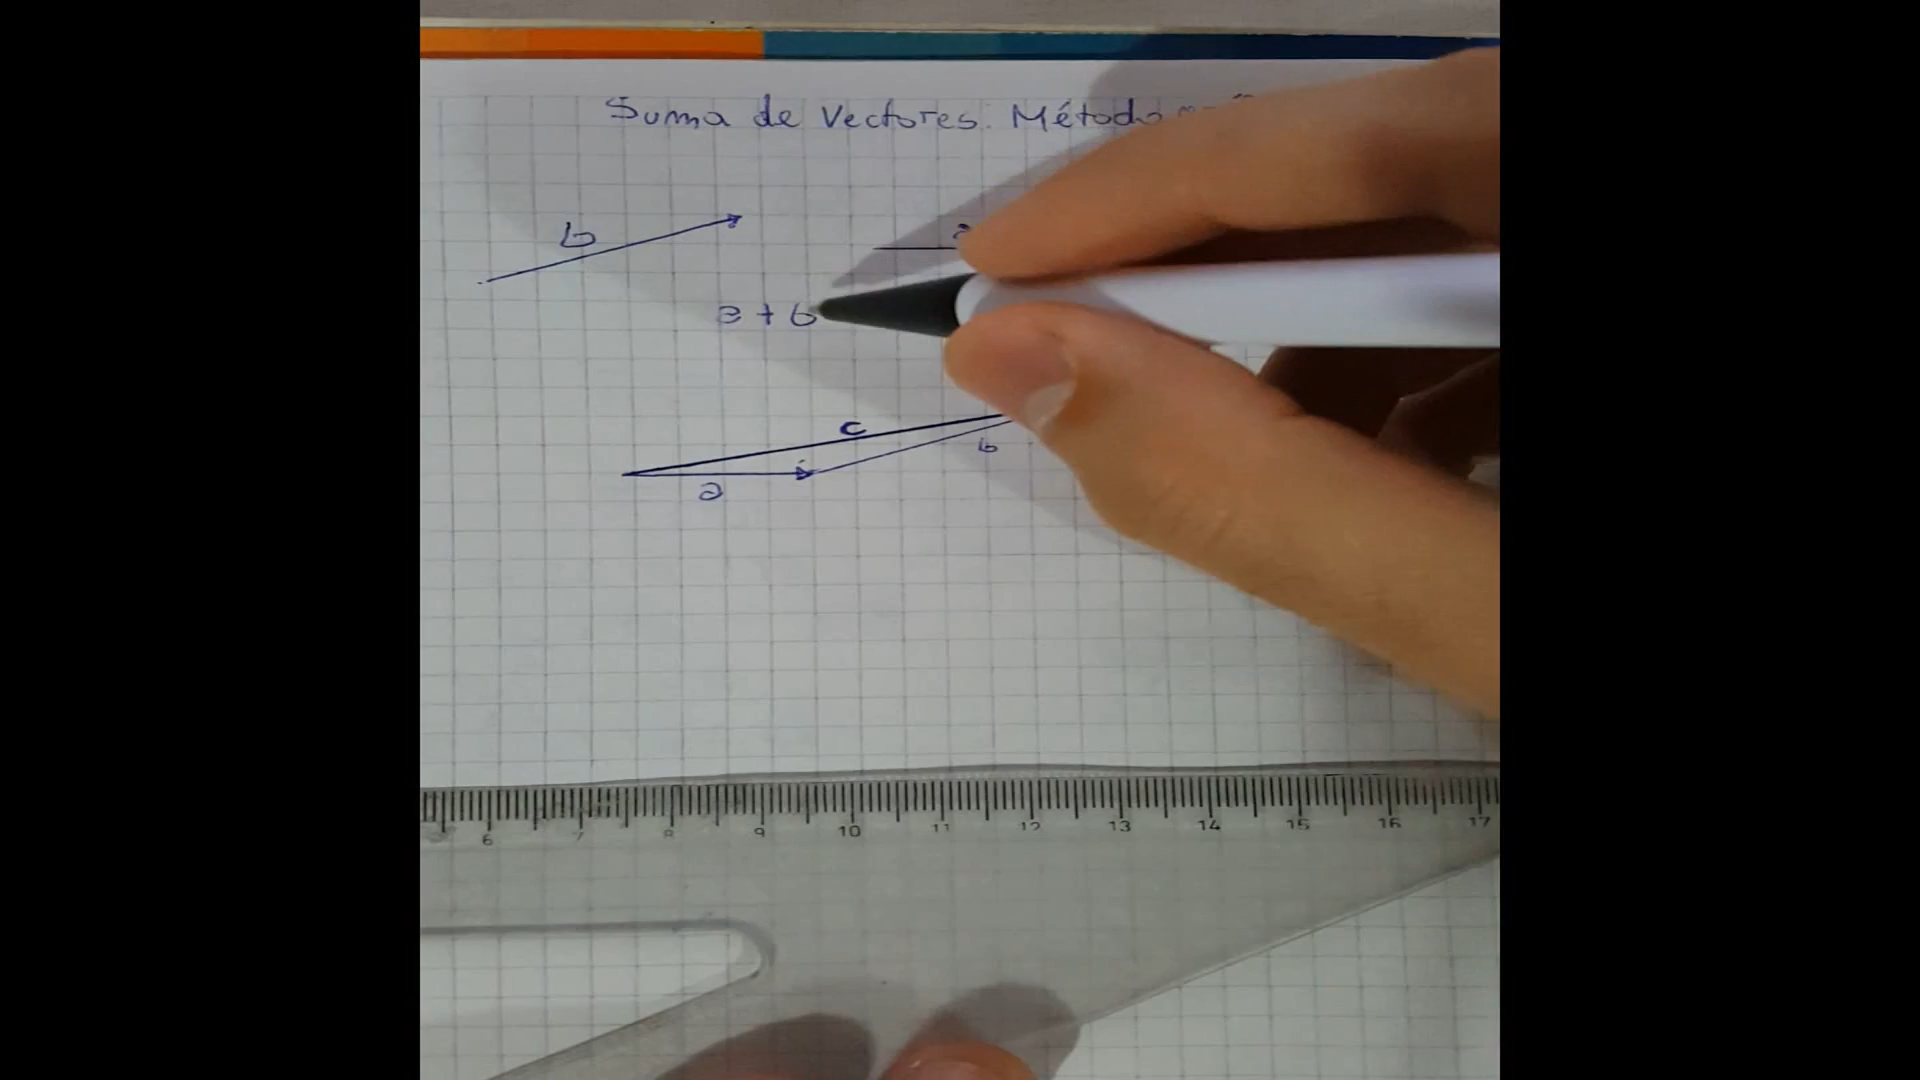 Suma de Vectores. Método
b
a
a + b
c
b
a
6 7 8 9 10 11 12 13 14 15 16 17